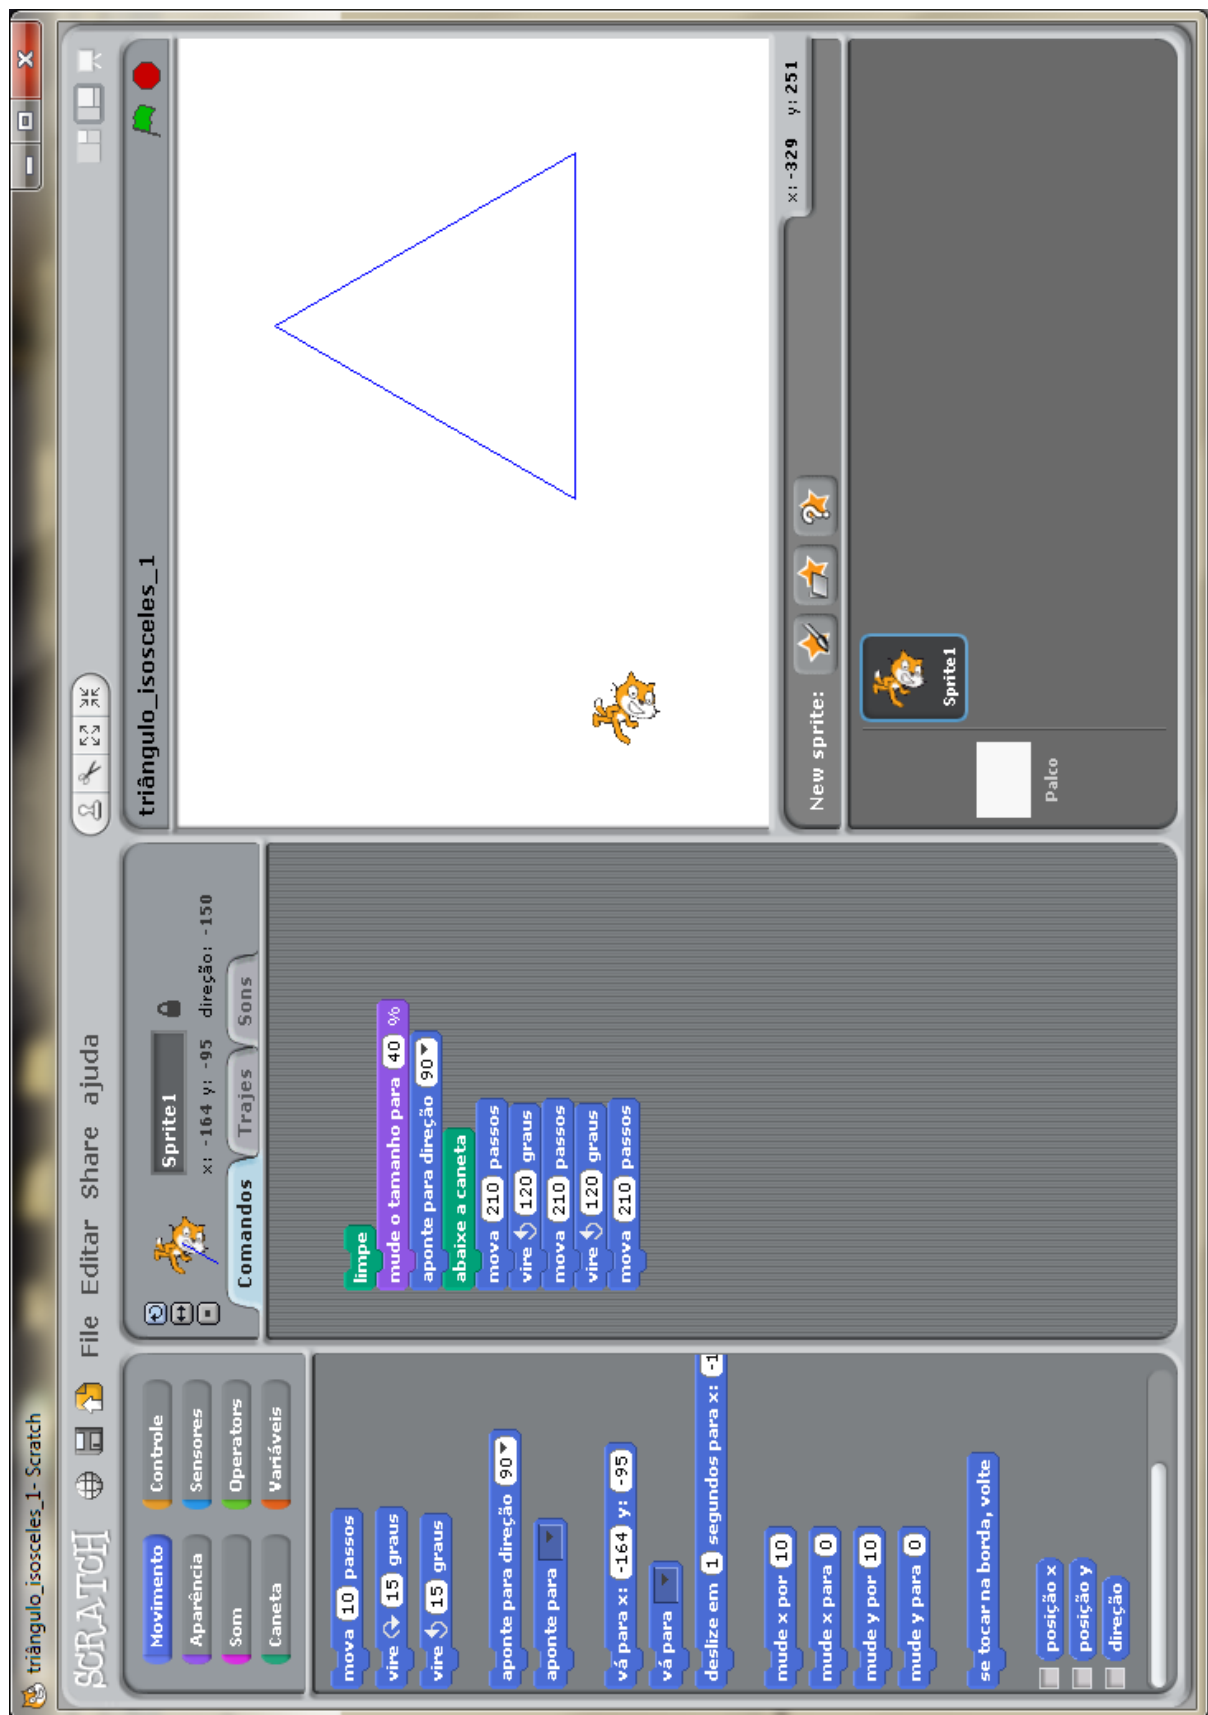 triângulo_isosceles_1- Scratch
SCRATCH File Editar Share ajuda
Movimento Controle
Aparência Sensores
Som Operators
Caneta Variáveis
mova 10 passos
vire 15 graus
vire 15 graus
aponte para direção 90
aponte para
vá para x: -164 y: -95
vá para
deslize em 1 segundos para x: -1
mude x por 10
mude x para 0
mude y por 10
mude y para 0
se tocar na borda, volte
posição x
posição y
direção
Sprite1
x: -164 y: -95 direção: -150
Comandos Trajes Sons
limpe
mude o tamanho para 40 %
aponte para direção 90
abaixe a caneta
mova 210 passos
vire 120 graus
mova 210 passos
vire 120 graus
mova 210 passos
triângulo_isosceles_1
x: -329 y: 251
New sprite:
Sprite1
Palco